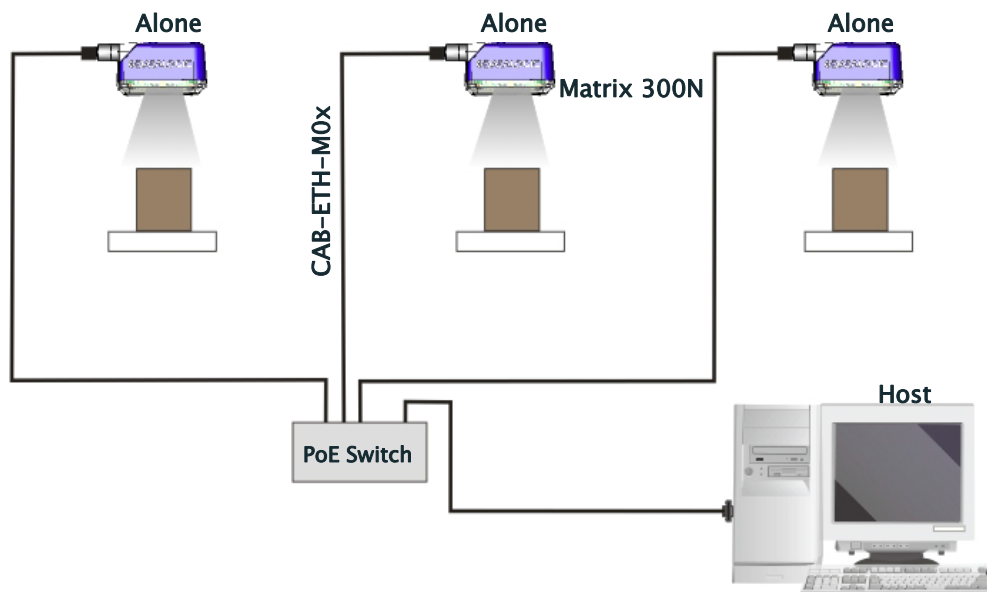 Alone
Alone
Alone
Matrix 300N
CAB-ETH-M0x
Host
PoE Switch